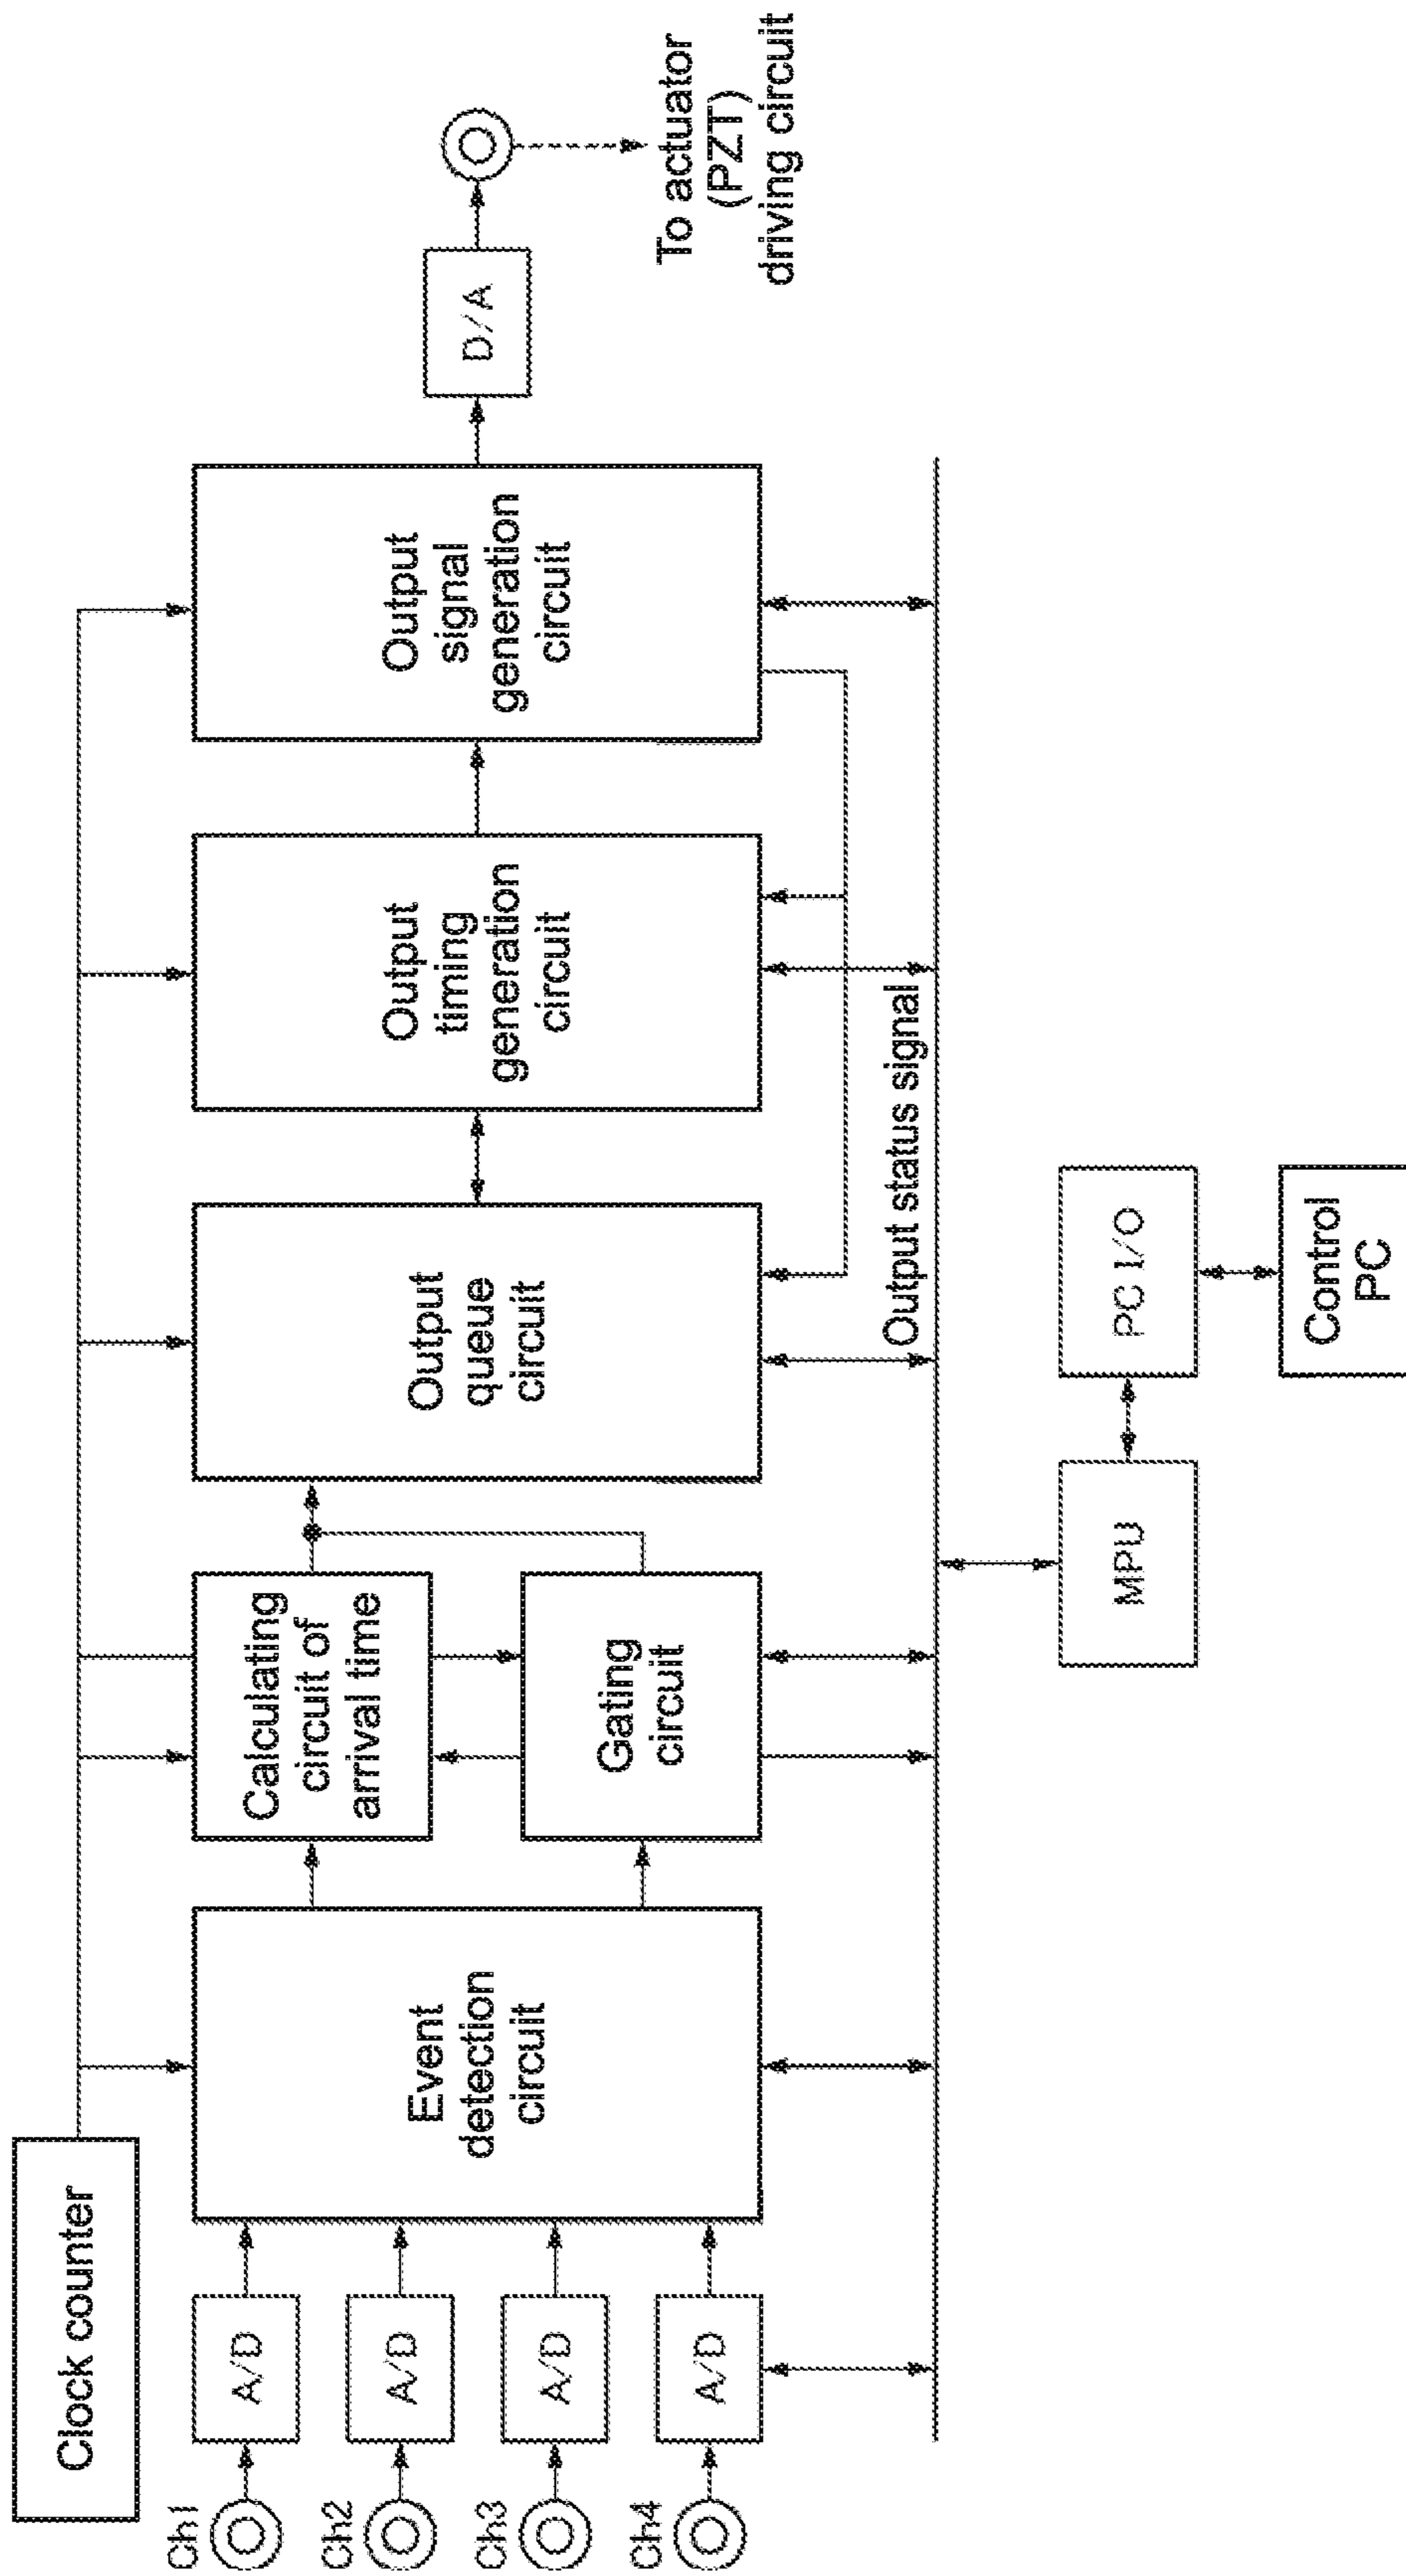 Clock counter
Ch1
Ch2
Ch3
Ch4
A/D
A/D
A/D
A/D
Event
detection
circuit
Calculating
circuit of
arrival time
Gating
circuit
Output
queue
circuit
Output
timing
generation
circuit
Output
signal
generation
circuit
D/A
To actuator
(PZT)
driving circuit
Output status signal
MPU
PC I/O
Control
PC